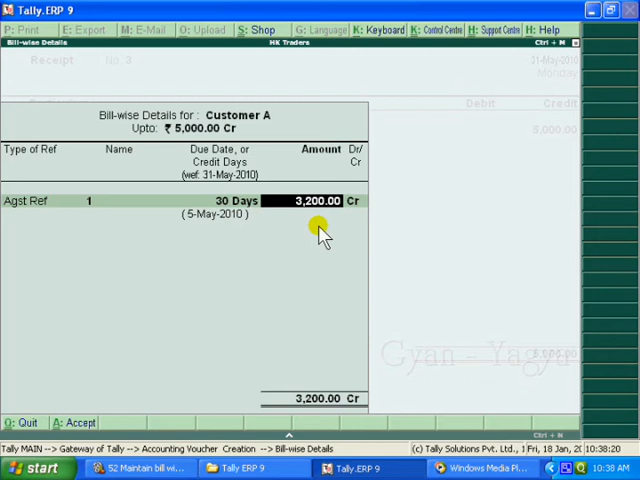 Tally.ERP 9
P: Print E: Export M: E-Mail O: Upload S: Shop G: Language K: Keyboard K: Control Centre H: Support Centre H: Help
Bill-wise Details HK Traders Ctrl + N
Receipt No. 3 31-May-2010
Monday
Debit Credit
5,000.00
Bill-wise Details for : Customer A
Upto: ₹ 5,000.00 Cr
Type of Ref Name Due Date, or Amount Dr/
Credit Days Cr
(wef: 31-May-2010)
Agst Ref 1 30 Days 3,200.00 Cr
( 5-May-2010 )
Gyan - Yagya
5,000.00
3,200.00 Cr
Q: Quit A: Accept
Tally MAIN --> Gateway of Tally --> Accounting Voucher Creation --> Bill-wise Details (c) Tally Solutions Pvt. Ltd., 1 Fri, 18 Jan, 20 10:38:20
start 52 Maintain bill wi... Tally ERP 9 Tally.ERP 9 Windows Media Pl... 10:38 AM